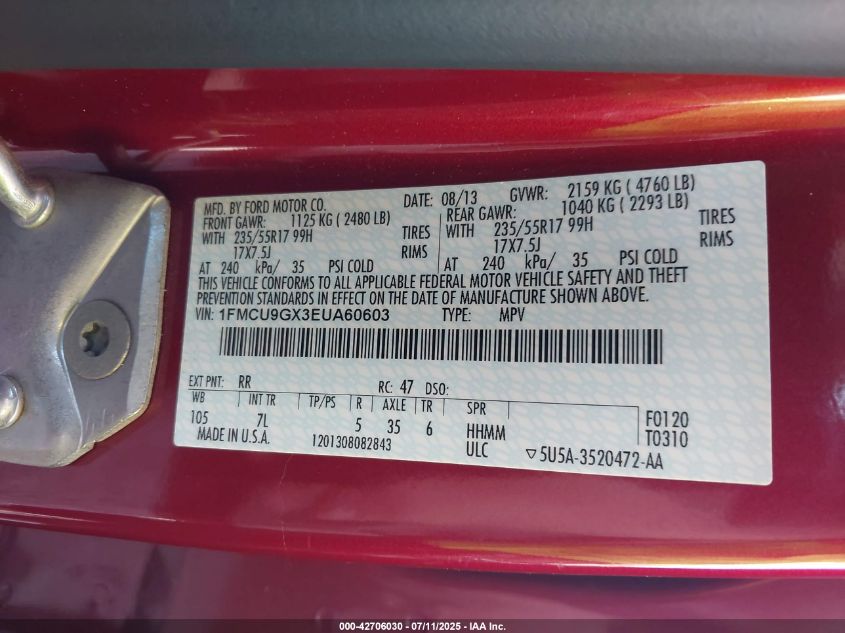 MFD. BY FORD MOTOR CO. DATE: 08/13 GVWR: 2159 KG ( 4760 LB)
FRONT GAWR: 1125 KG ( 2480 LB) REAR GAWR: 1040 KG ( 2293 LB)
WITH 235/55R17 99H TIRES WITH 235/55R17 99H TIRES
17X7.5J RIMS 17X7.5J RIMS
AT 240 kPa/ 35 PSI COLD AT 240 kPa/ 35 PSI COLD
THIS VEHICLE CONFORMS TO ALL APPLICABLE FEDERAL MOTOR VEHICLE SAFETY AND THEFT
PREVENTION STANDARDS IN EFFECT ON THE DATE OF MANUFACTURE SHOWN ABOVE.
VIN: 1FMCU9GX3EUA60603 TYPE: MPV
EXT PNT: RR RC: 47 DSO:
WB INT TR TP/PS R AXLE TR SPR
105 7L 5 35 6 HHMM F0120
MADE IN U.S.A. 1201308082843 ULC T0310
▽5U5A-3520472-AA
000-42706030 - 07/11/2025 - IAA Inc.